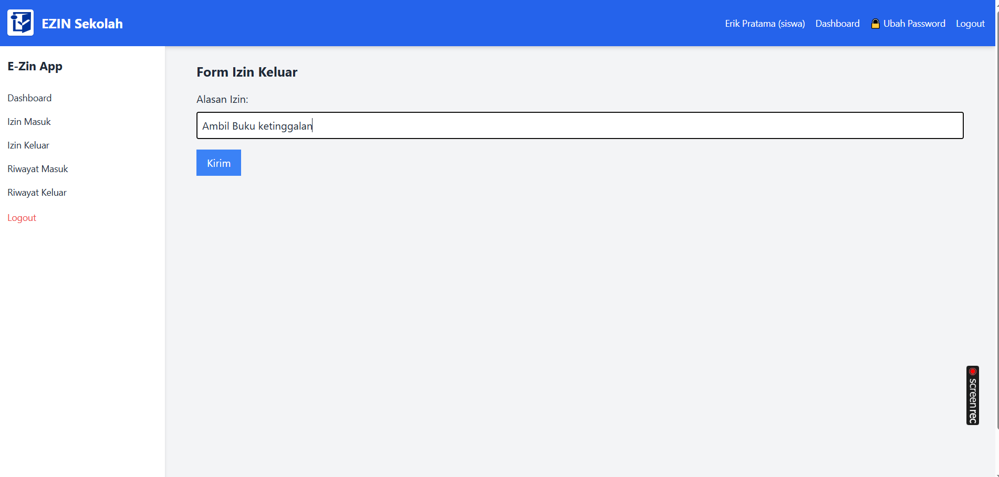 EZIN Sekolah
Erik Pratama (siswa) Dashboard 🔒 Ubah Password Logout
E-Zin App
Dashboard
Izin Masuk
Izin Keluar
Riwayat Masuk
Riwayat Keluar
Logout
Form Izin Keluar
Alasan Izin:
Ambil Buku ketinggalan
Kirim
screenrec